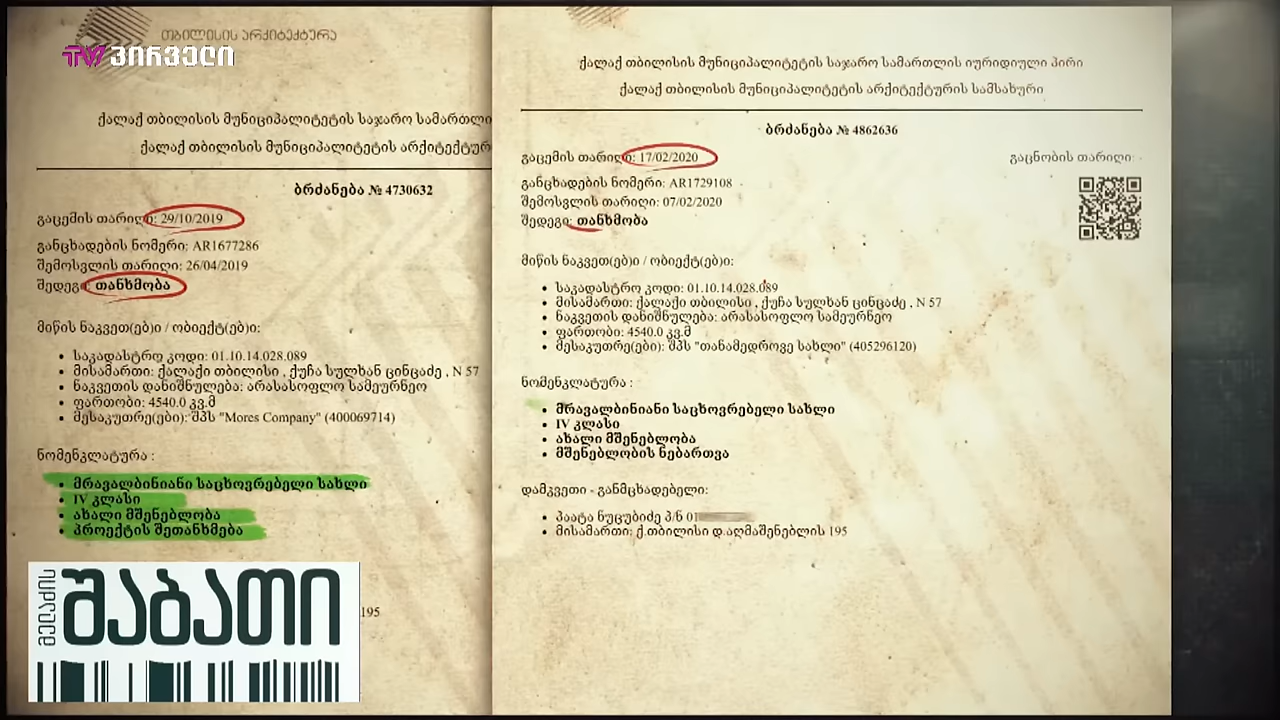 თბილისის არქიტექტურა
TV პირველი
ქალაქ თბილისის მუნიციპალიტეტის საჯარო სამართლი
ქალაქ თბილისის მუნიციპალიტეტის არქიტექტურ
ბრძანება № 4730632
გაცემის თარიღი: 29/10/2019
განცხადების ნომერი: AR1677286
შემოსვლის თარიღი: 26/04/2019
შედეგი: თანხმობა
მიწის ნაკვეთ(ებ)ი / ობიექტ(ებ)ი:
• საკადასტრო კოდი: 01.10.14.028.089
• მისამართი: ქალაქი თბილისი , ქუჩა სულხან ცინცაძე , N 57
• ნაკვეთის დანიშნულება: არასასოფლო სამეურნეო
• ფართობი: 4540.0 კვ.მ
• მესაკუთრე(ები): შპს "Mores Company" (400069714)
ნომენკლატურა :
• მრავალბინიანი საცხოვრებელი სახლი
• IV კლასი
• ახალი მშენებლობა
• პროექტის შეთანხმება
195
მელაძის
შაბათი
ქალაქ თბილისის მუნიციპალიტეტის საჯარო სამართლის იურიდიული პირი
ქალაქ თბილისის მუნიციპალიტეტის არქიტექტურის სამსახური
ბრძანება № 4862636
გაცემის თარიღი: 17/02/2020
გაცნობის თარიღი:
განცხადების ნომერი: AR1729108
შემოსვლის თარიღი: 07/02/2020
შედეგი: თანხმობა
მიწის ნაკვეთ(ებ)ი / ობიექტ(ებ)ი:
• საკადასტრო კოდი: 01.10.14.028.089
• მისამართი: ქალაქი თბილისი , ქუჩა სულხან ცინცაძე , N 57
• ნაკვეთის დანიშნულება: არასასოფლო სამეურნეო
• ფართობი: 4540.0 კვ.მ
• მესაკუთრე(ები): შპს "თანამედროვე სახლი" (405296120)
ნომენკლატურა :
• მრავალბინიანი საცხოვრებელი სახლი
• IV კლასი
• ახალი მშენებლობა
• მშენებლობის ნებართვა
დამკვეთი - განმცხადებელი:
• პაატა ნუცუბიძე პ/ნ 01
• მისამართი: ქ.თბილისი დ.აღმაშენებლის 195